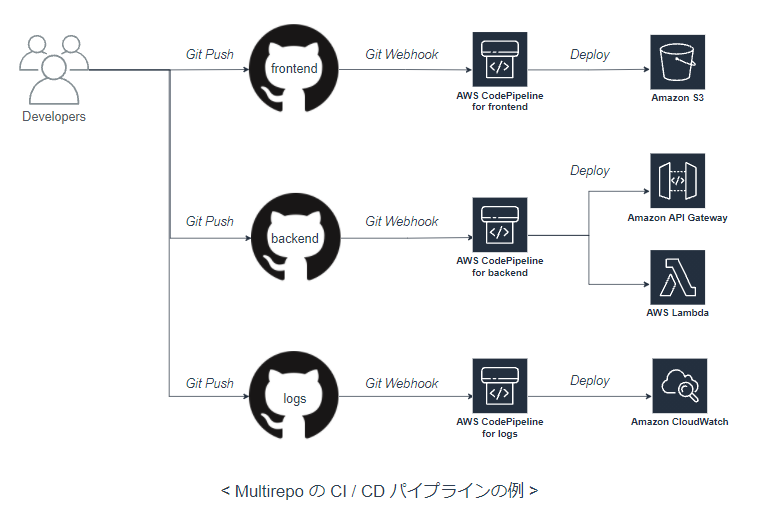 Git Push
frontend
Git Webhook
AWS CodePipeline
for frontend
Deploy
Amazon S3
Developers
Git Push
backend
Git Webhook
AWS CodePipeline
for backend
Deploy
Amazon API Gateway
AWS Lambda
Git Push
logs
Git Webhook
AWS CodePipeline
for logs
Deploy
Amazon CloudWatch
< Multirepo の CI / CD パイプラインの例 >